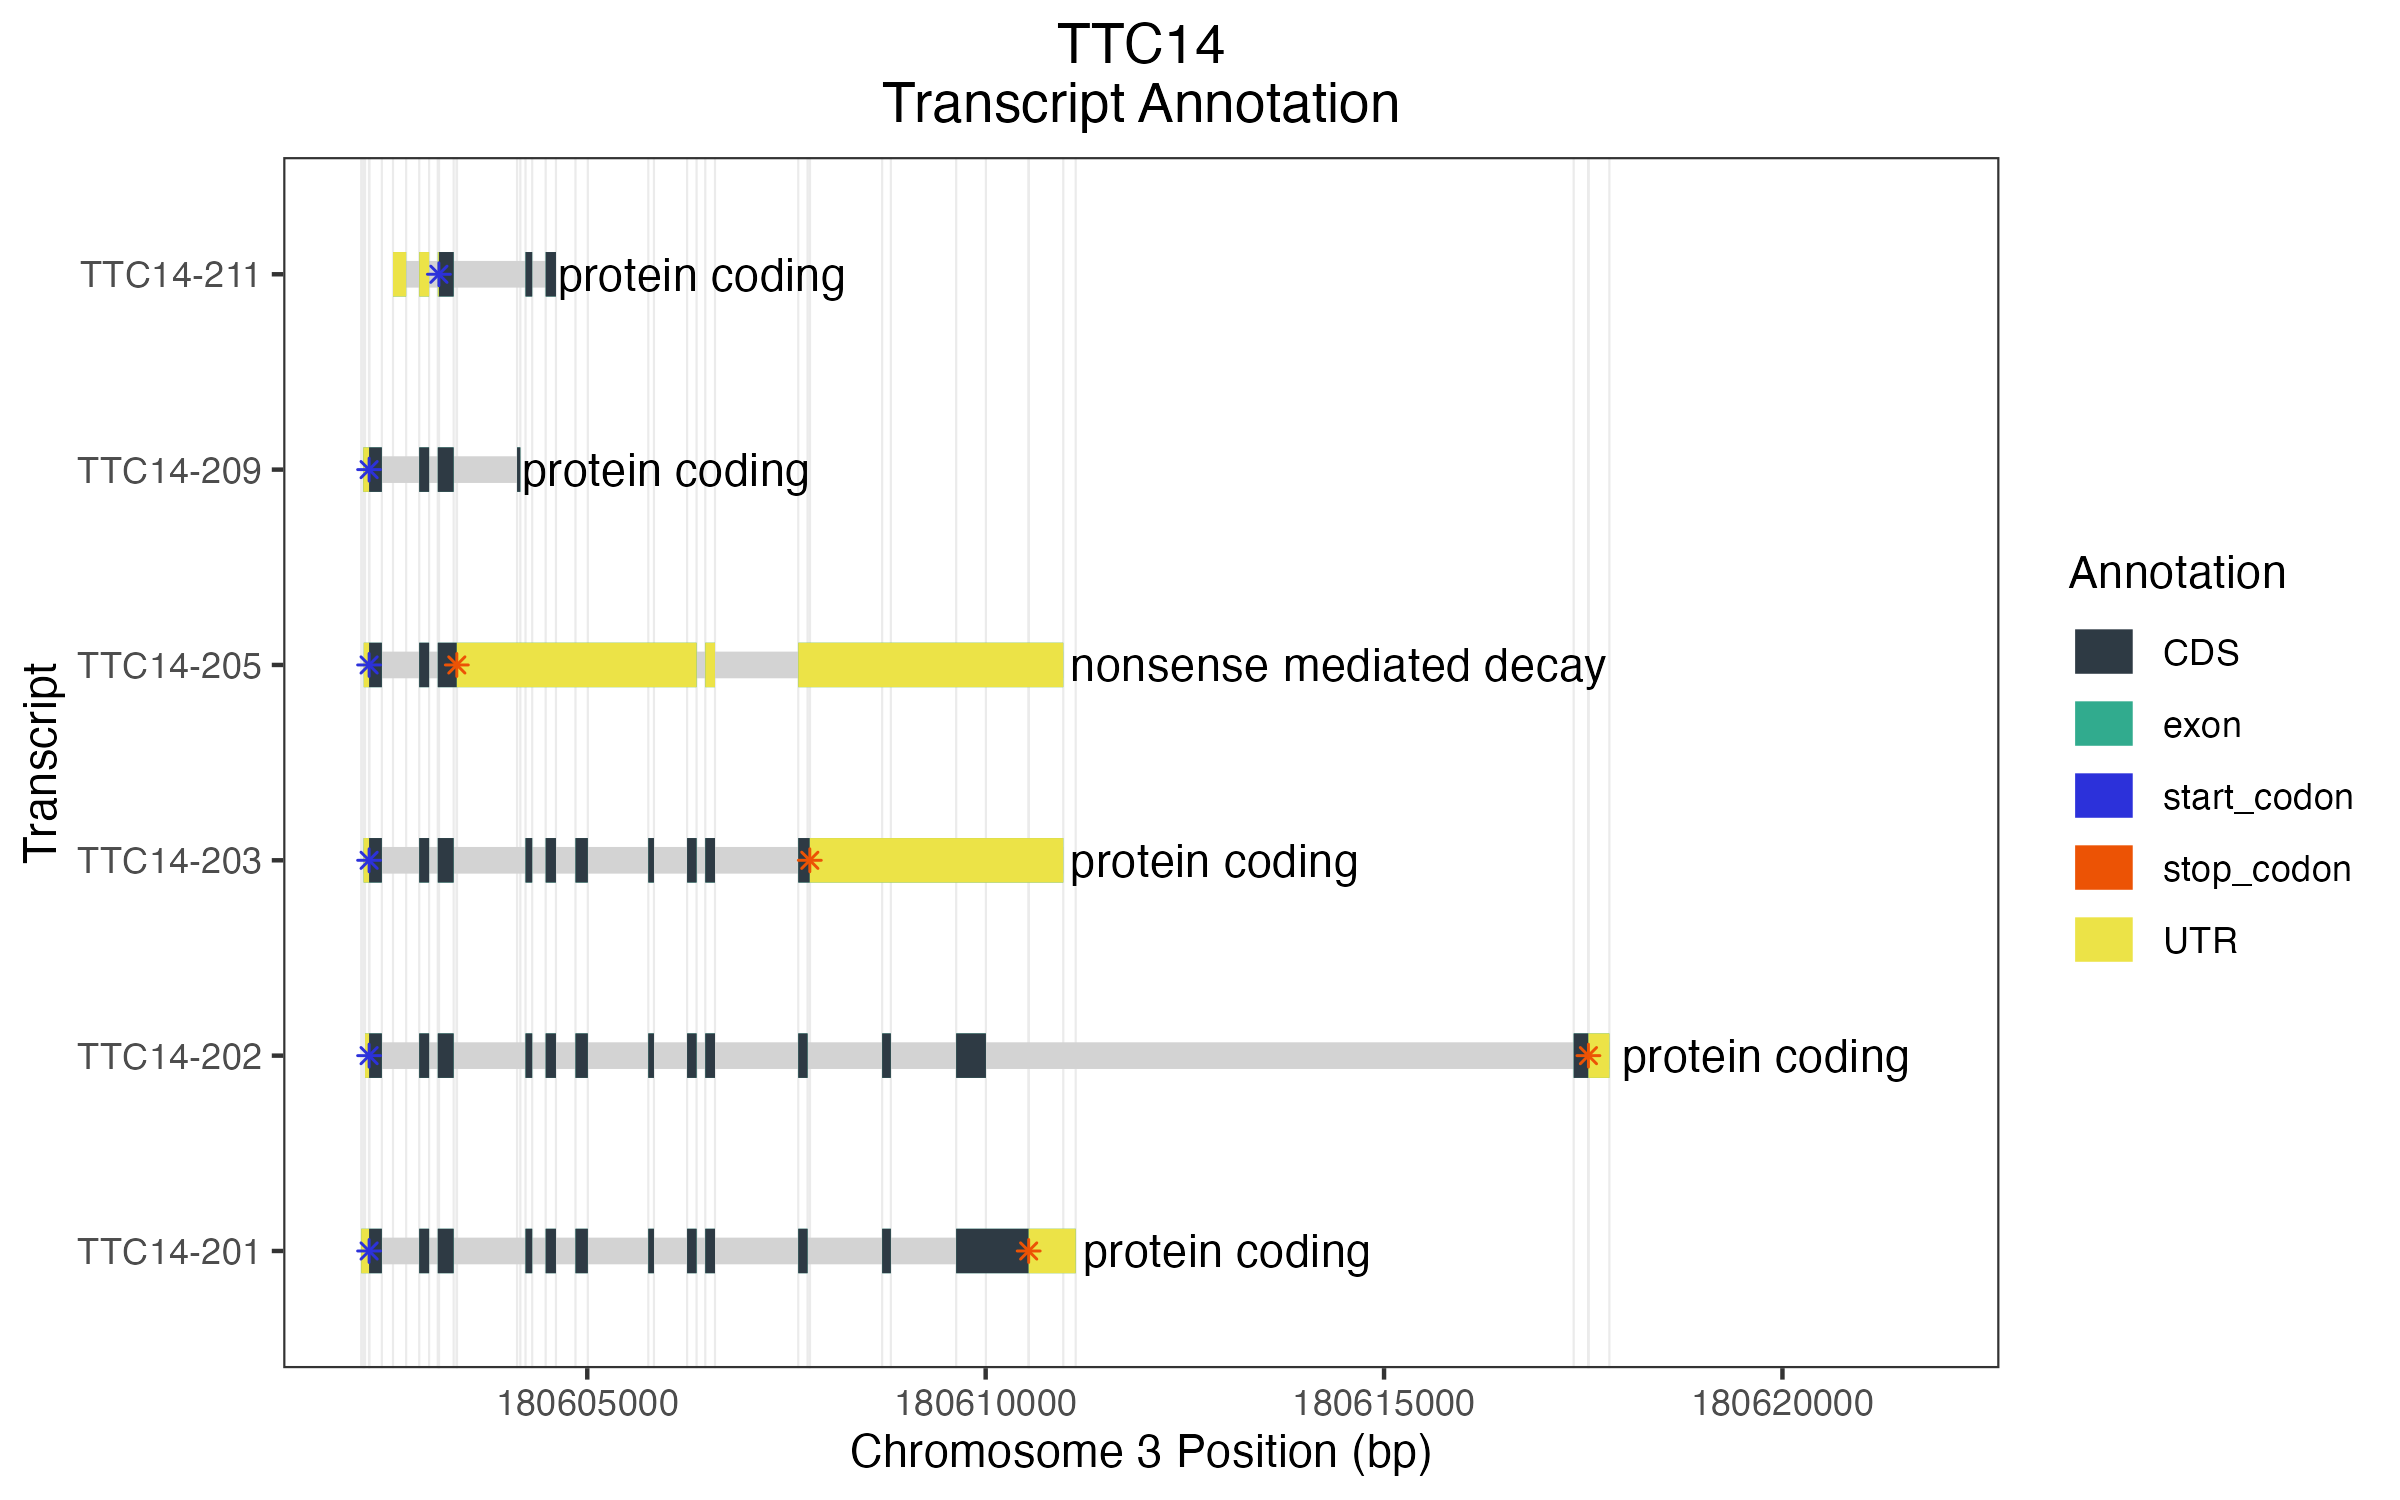 TTC14
Transcript Annotation
Transcript
TTC14-211
protein coding
TTC14-209
protein coding
TTC14-205
nonsense mediated decay
TTC14-203
protein coding
TTC14-202
protein coding
TTC14-201
protein coding
180605000
180610000
180615000
180620000
Chromosome 3 Position (bp)
Annotation
CDS
exon
start_codon
stop_codon
UTR